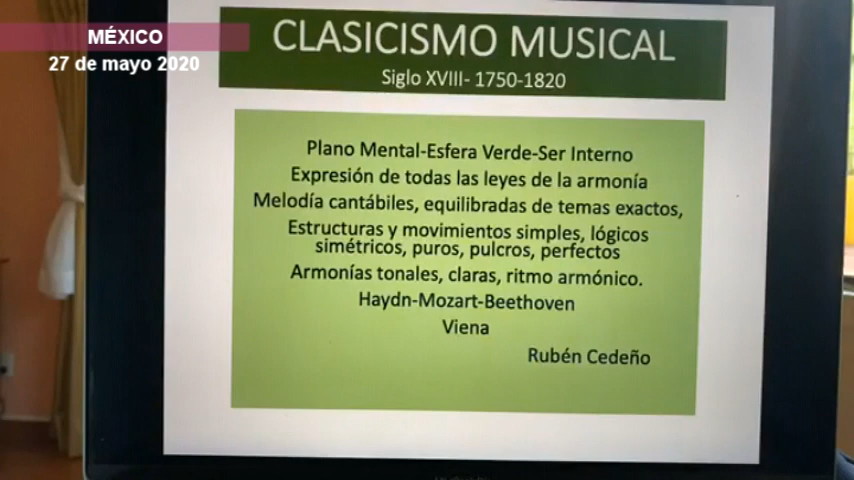 MÉXICO
27 de mayo 2020
CLASICISMO MUSICAL
Siglo XVIII- 1750-1820
Plano Mental-Esfera Verde-Ser Interno
Expresión de todas las leyes de la armonía
Melodía cantábiles, equilibradas de temas exactos,
Estructuras y movimientos simples, lógicos
simétricos, puros, pulcros, perfectos
Armonías tonales, claras, ritmo armónico.
Haydn-Mozart-Beethoven
Viena
Rubén Cedeño